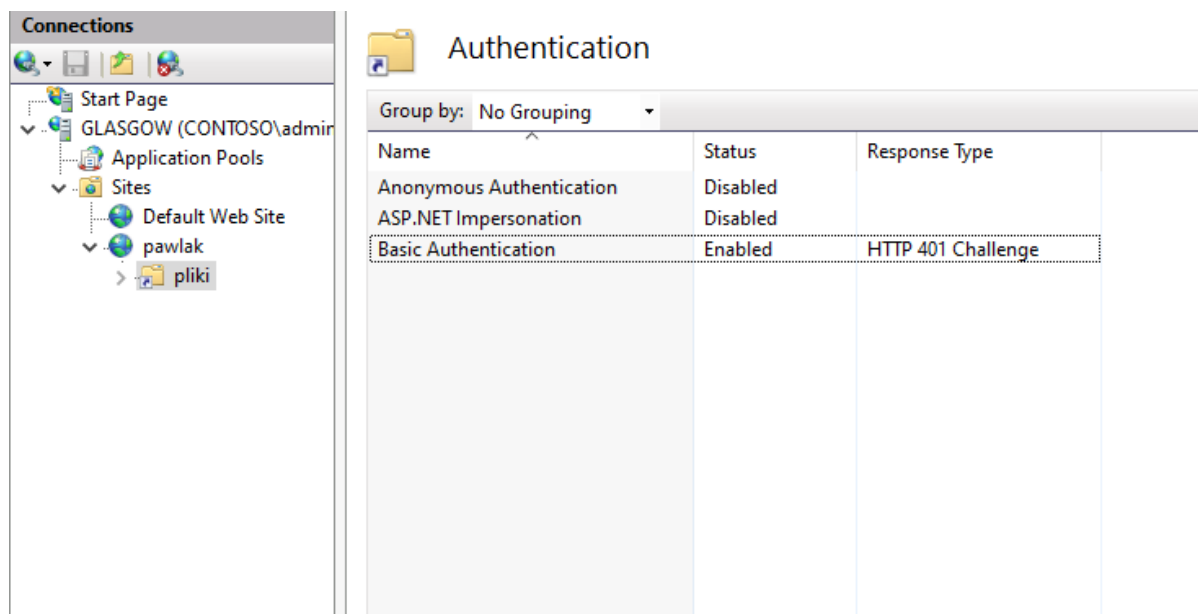 Connections
Start Page
GLASGOW (CONTOSO\admin
Application Pools
Sites
Default Web Site
pawlak
pliki
Authentication
Group by: No Grouping
Name Status Response Type
Anonymous Authentication Disabled
ASP.NET Impersonation Disabled
Basic Authentication Enabled HTTP 401 Challenge